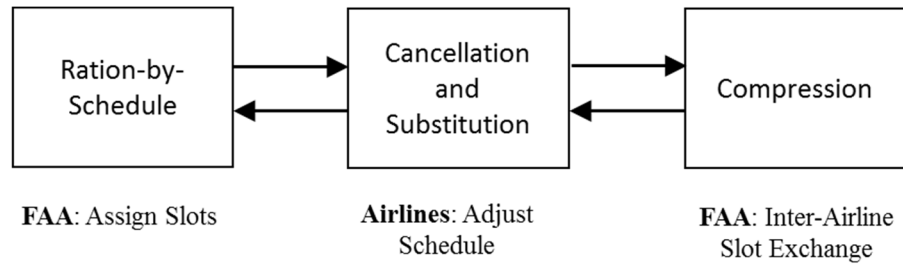 Ration-by-
Schedule
Cancellation
and
Substitution
Compression
FAA: Assign Slots
Airlines: Adjust
Schedule
FAA: Inter-Airline
Slot Exchange